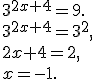 3^{2x+4}=9.
3^{2x+4}=3^2,
2x+4=2,
x=-1.